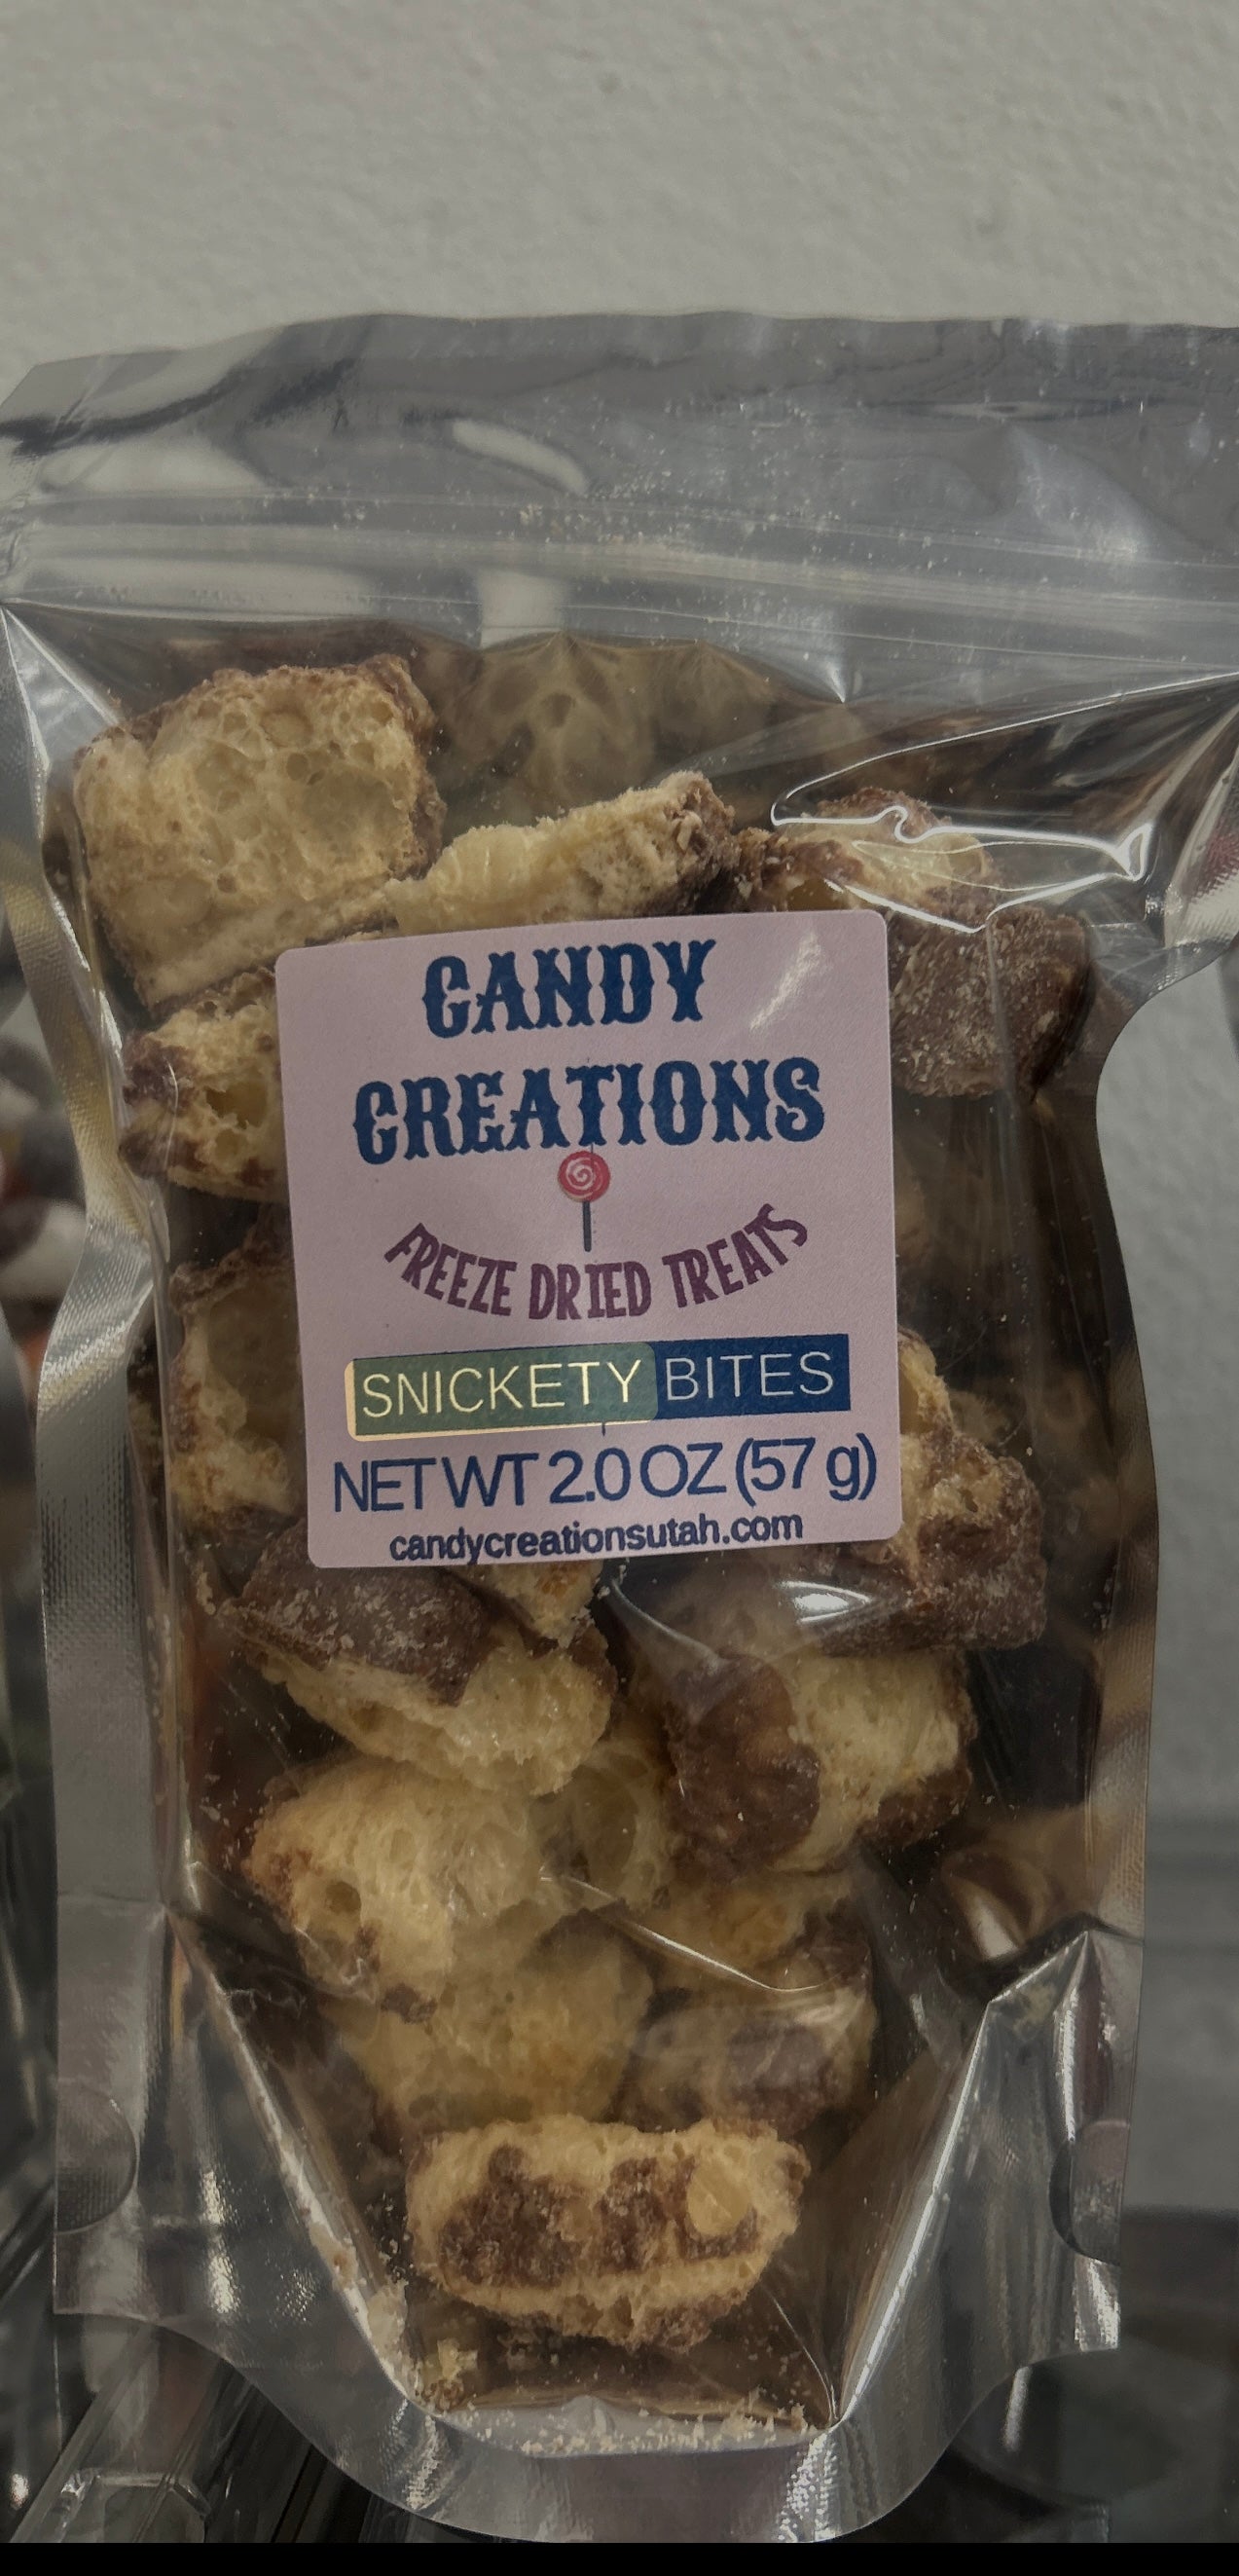 CANDY
CREATIONS
FREEZE DRIED TREATS
SNICKETY BITES
NET WT 2.0 OZ (57 g)
candycreationsutah.com